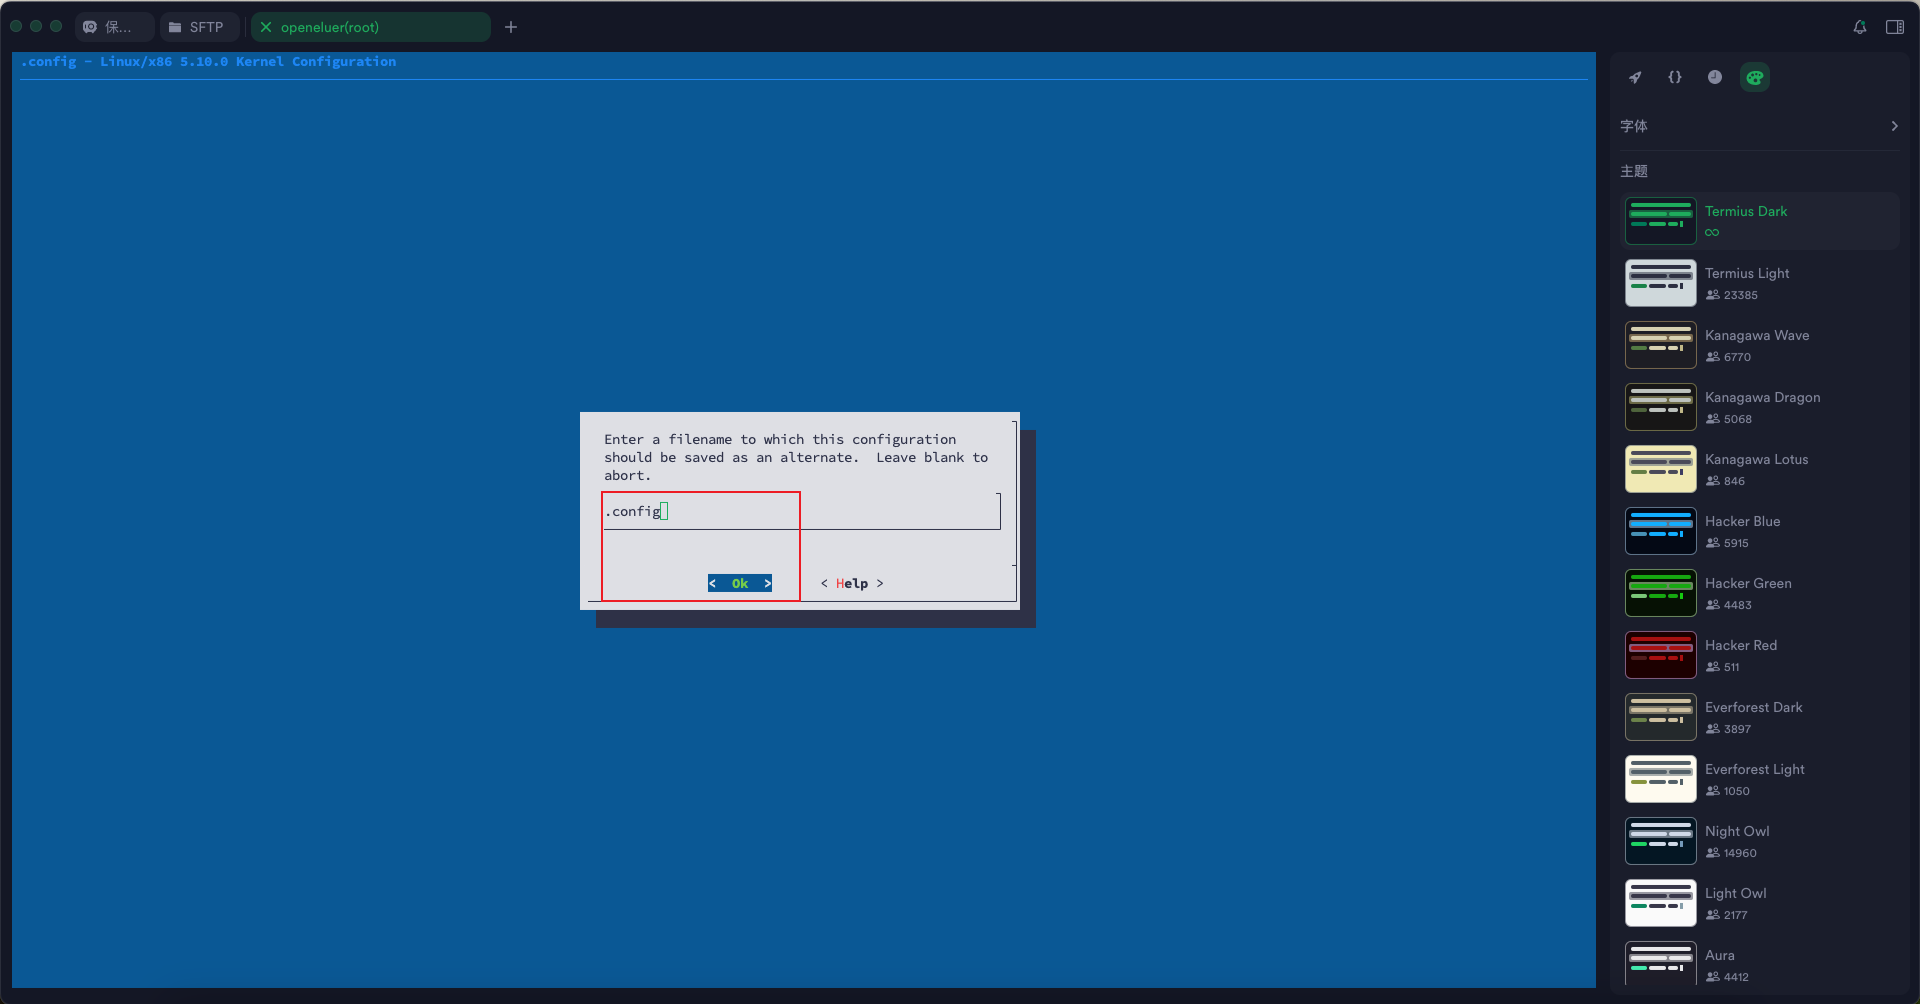 保...
SFTP
openeluer(root)
.config - Linux/x86 5.10.0 Kernel Configuration
Enter a filename to which this configuration
should be saved as an alternate.  Leave blank to
abort.
.config
< Ok >
< Help >
字体
主题
Termius Dark
Termius Light
23385
Kanagawa Wave
6770
Kanagawa Dragon
5068
Kanagawa Lotus
846
Hacker Blue
5915
Hacker Green
4483
Hacker Red
511
Everforest Dark
3897
Everforest Light
1050
Night Owl
14960
Light Owl
2177
Aura
4412